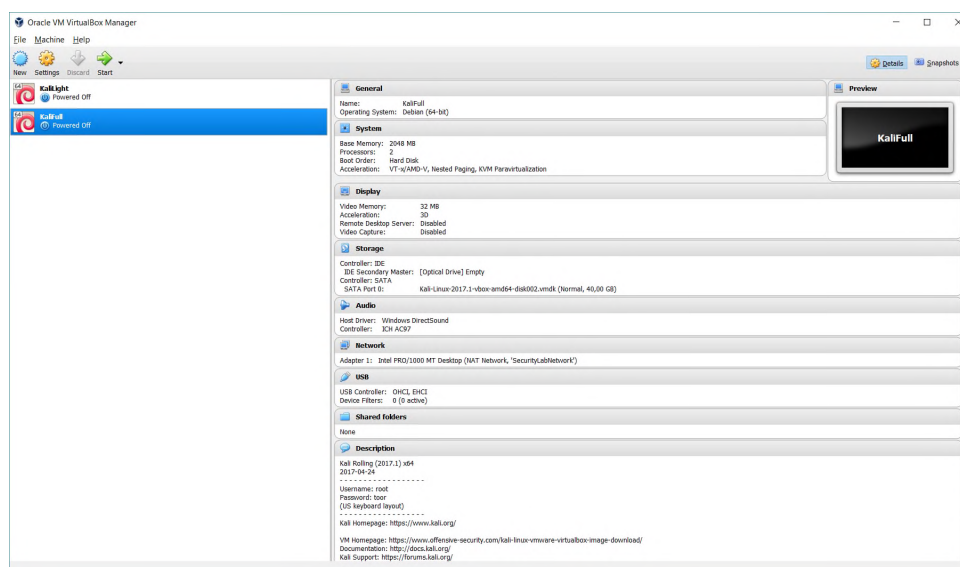 Oracle VM VirtualBox Manager
File Machine Help
New Settings Discard Start
Details Snapshots
64
KaliLight
Powered Off
64
KaliFull
Powered Off
General
Name: KaliFull
Operating System: Debian (64-bit)
Preview
KaliFull
System
Base Memory: 2048 MB
Processors: 2
Boot Order: Hard Disk
Acceleration: VT-x/AMD-V, Nested Paging, KVM Paravirtualization
Display
Video Memory: 32 MB
Acceleration: 3D
Remote Desktop Server: Disabled
Video Capture: Disabled
Storage
Controller: IDE
IDE Secondary Master: [Optical Drive] Empty
Controller: SATA
SATA Port 0: Kali-Linux-2017.1-vbox-amd64-disk002.vmdk (Normal, 40,00 GB)
Audio
Host Driver: Windows DirectSound
Controller: ICH AC97
Network
Adapter 1: Intel PRO/1000 MT Desktop (NAT Network, 'SecurityLabNetwork')
USB
USB Controller: OHCI, EHCI
Device Filters: 0 (0 active)
Shared folders
None
Description
Kali Rolling (2017.1) x64
2017-04-24
- - - - - - - - - - - - - - - - - -
Username: root
Password: toor
(US keyboard layout)
- - - - - - - - - - - - - - - - - -
Kali Homepage: https://www.kali.org/
VM Homepage: https://www.offensive-security.com/kali-linux-vmware-virtualbox-image-download/
Documentation: http://docs.kali.org/
Kali Support: https://forums.kali.org/